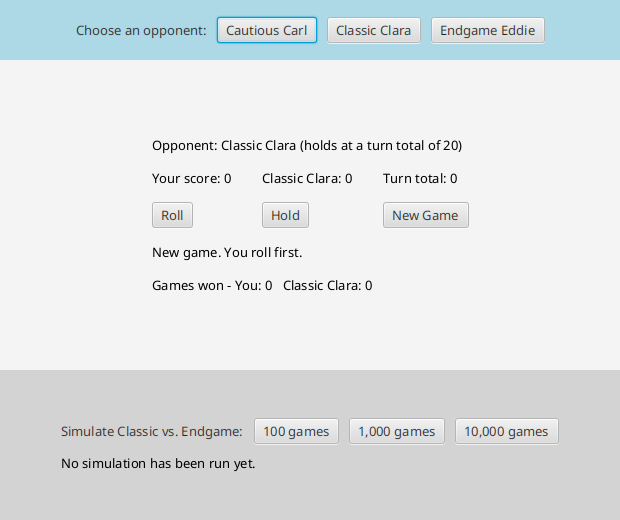 Choose an opponent: Cautious Carl Classic Clara Endgame Eddie
Opponent: Classic Clara (holds at a turn total of 20)
Your score: 0 Classic Clara: 0 Turn total: 0
Roll Hold New Game
New game. You roll first.
Games won - You: 0 Classic Clara: 0
Simulate Classic vs. Endgame: 100 games 1,000 games 10,000 games
No simulation has been run yet.